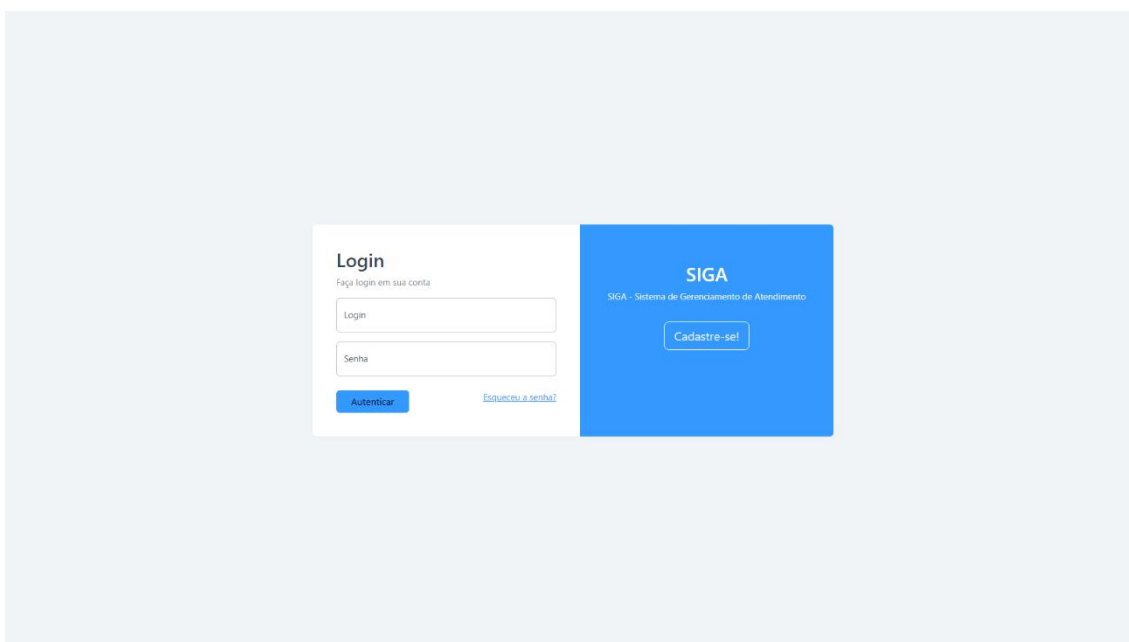 Login
Faça login em sua conta
Login
Senha
Autenticar
Esqueceu a senha?
SIGA
SIGA - Sistema de Gerenciamento de Atendimento
Cadastre-se!